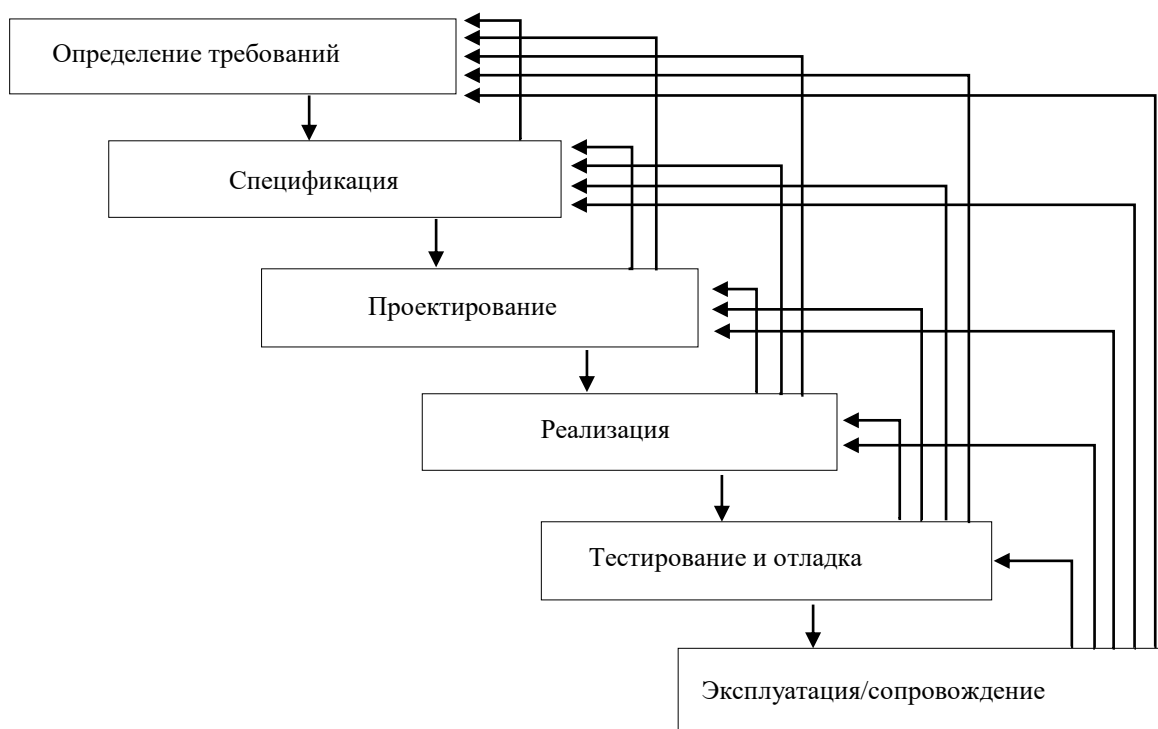 Определение требований
Спецификация
Проектирование
Реализация
Тестирование и отладка
Эксплуатация/сопровождение